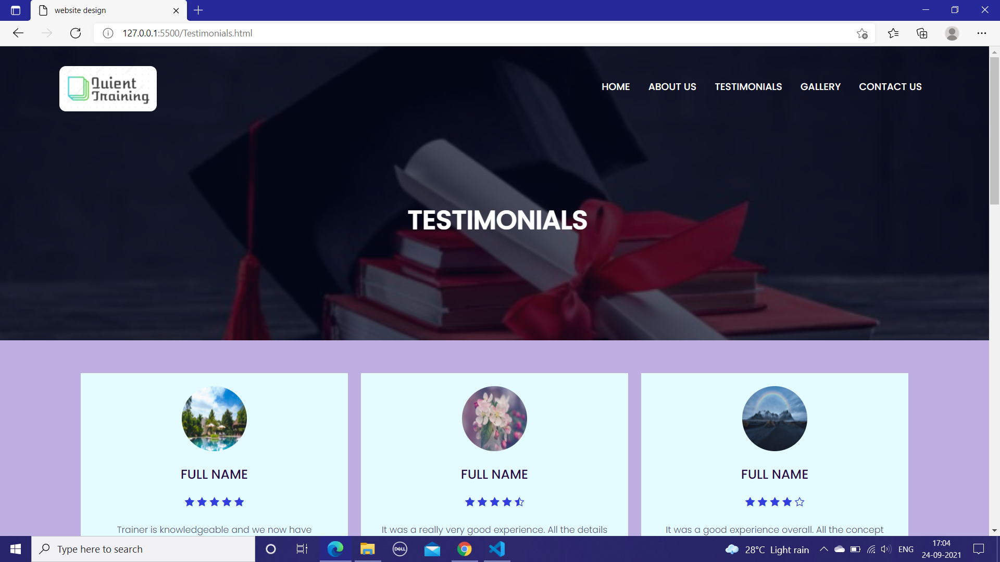 website design
127.0.0.1:5500/Testimonials.html
Quient
Training
HOME ABOUT US TESTIMONIALS GALLERY CONTACT US
TESTIMONIALS
FULL NAME
Trainer is knowledgeable and we now have
FULL NAME
It was a really very good experience. All the details
FULL NAME
It was a good experience overall. All the concept
Type here to search
DELL
28°C Light rain
ENG
17:04
24-09-2021